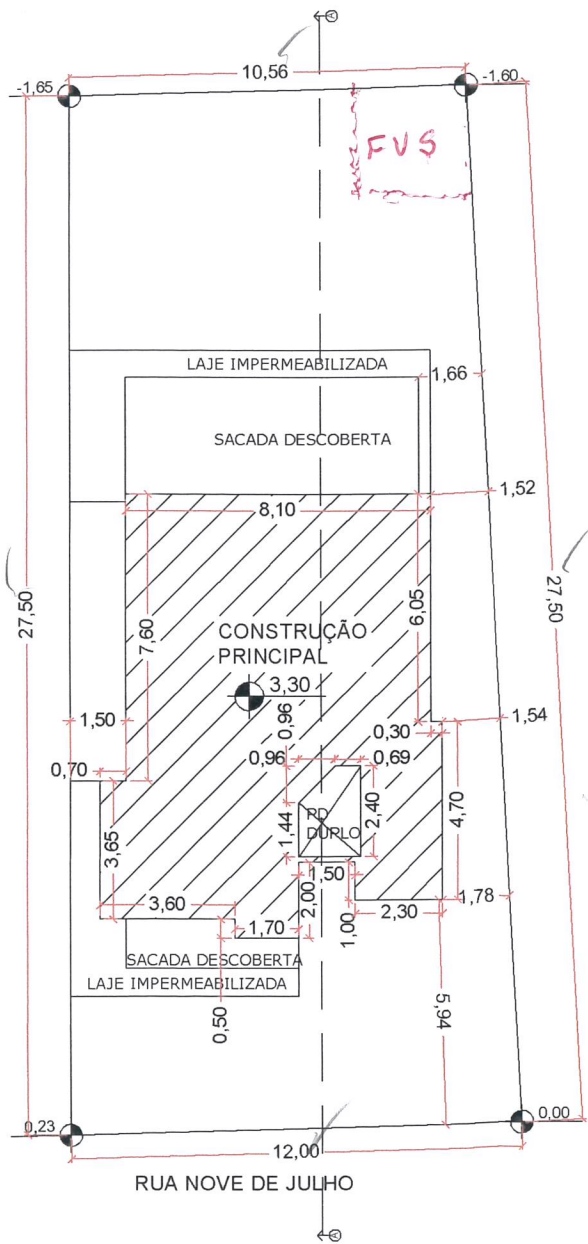 A
10,56
-1,65
-1,60
FVS
LAJE IMPERMEABILIZADA
1,66
SACADA DESCOBERTA
1,52
8,10
27,50
7,60
6,05
27,50
CONSTRUÇÃO
PRINCIPAL
3,30
1,50
0,96
0,30
1,54
0,70
0,96
0,69
3,65
1,44
PD
DUPLO
2,40
4,70
1,50
3,60
2,00
1,00
2,30
1,78
1,70
SACADA DESCOBERTA
LAJE IMPERMEABILIZADA
0,50
5,94
0,23
0,00
12,00
RUA NOVE DE JULHO
A